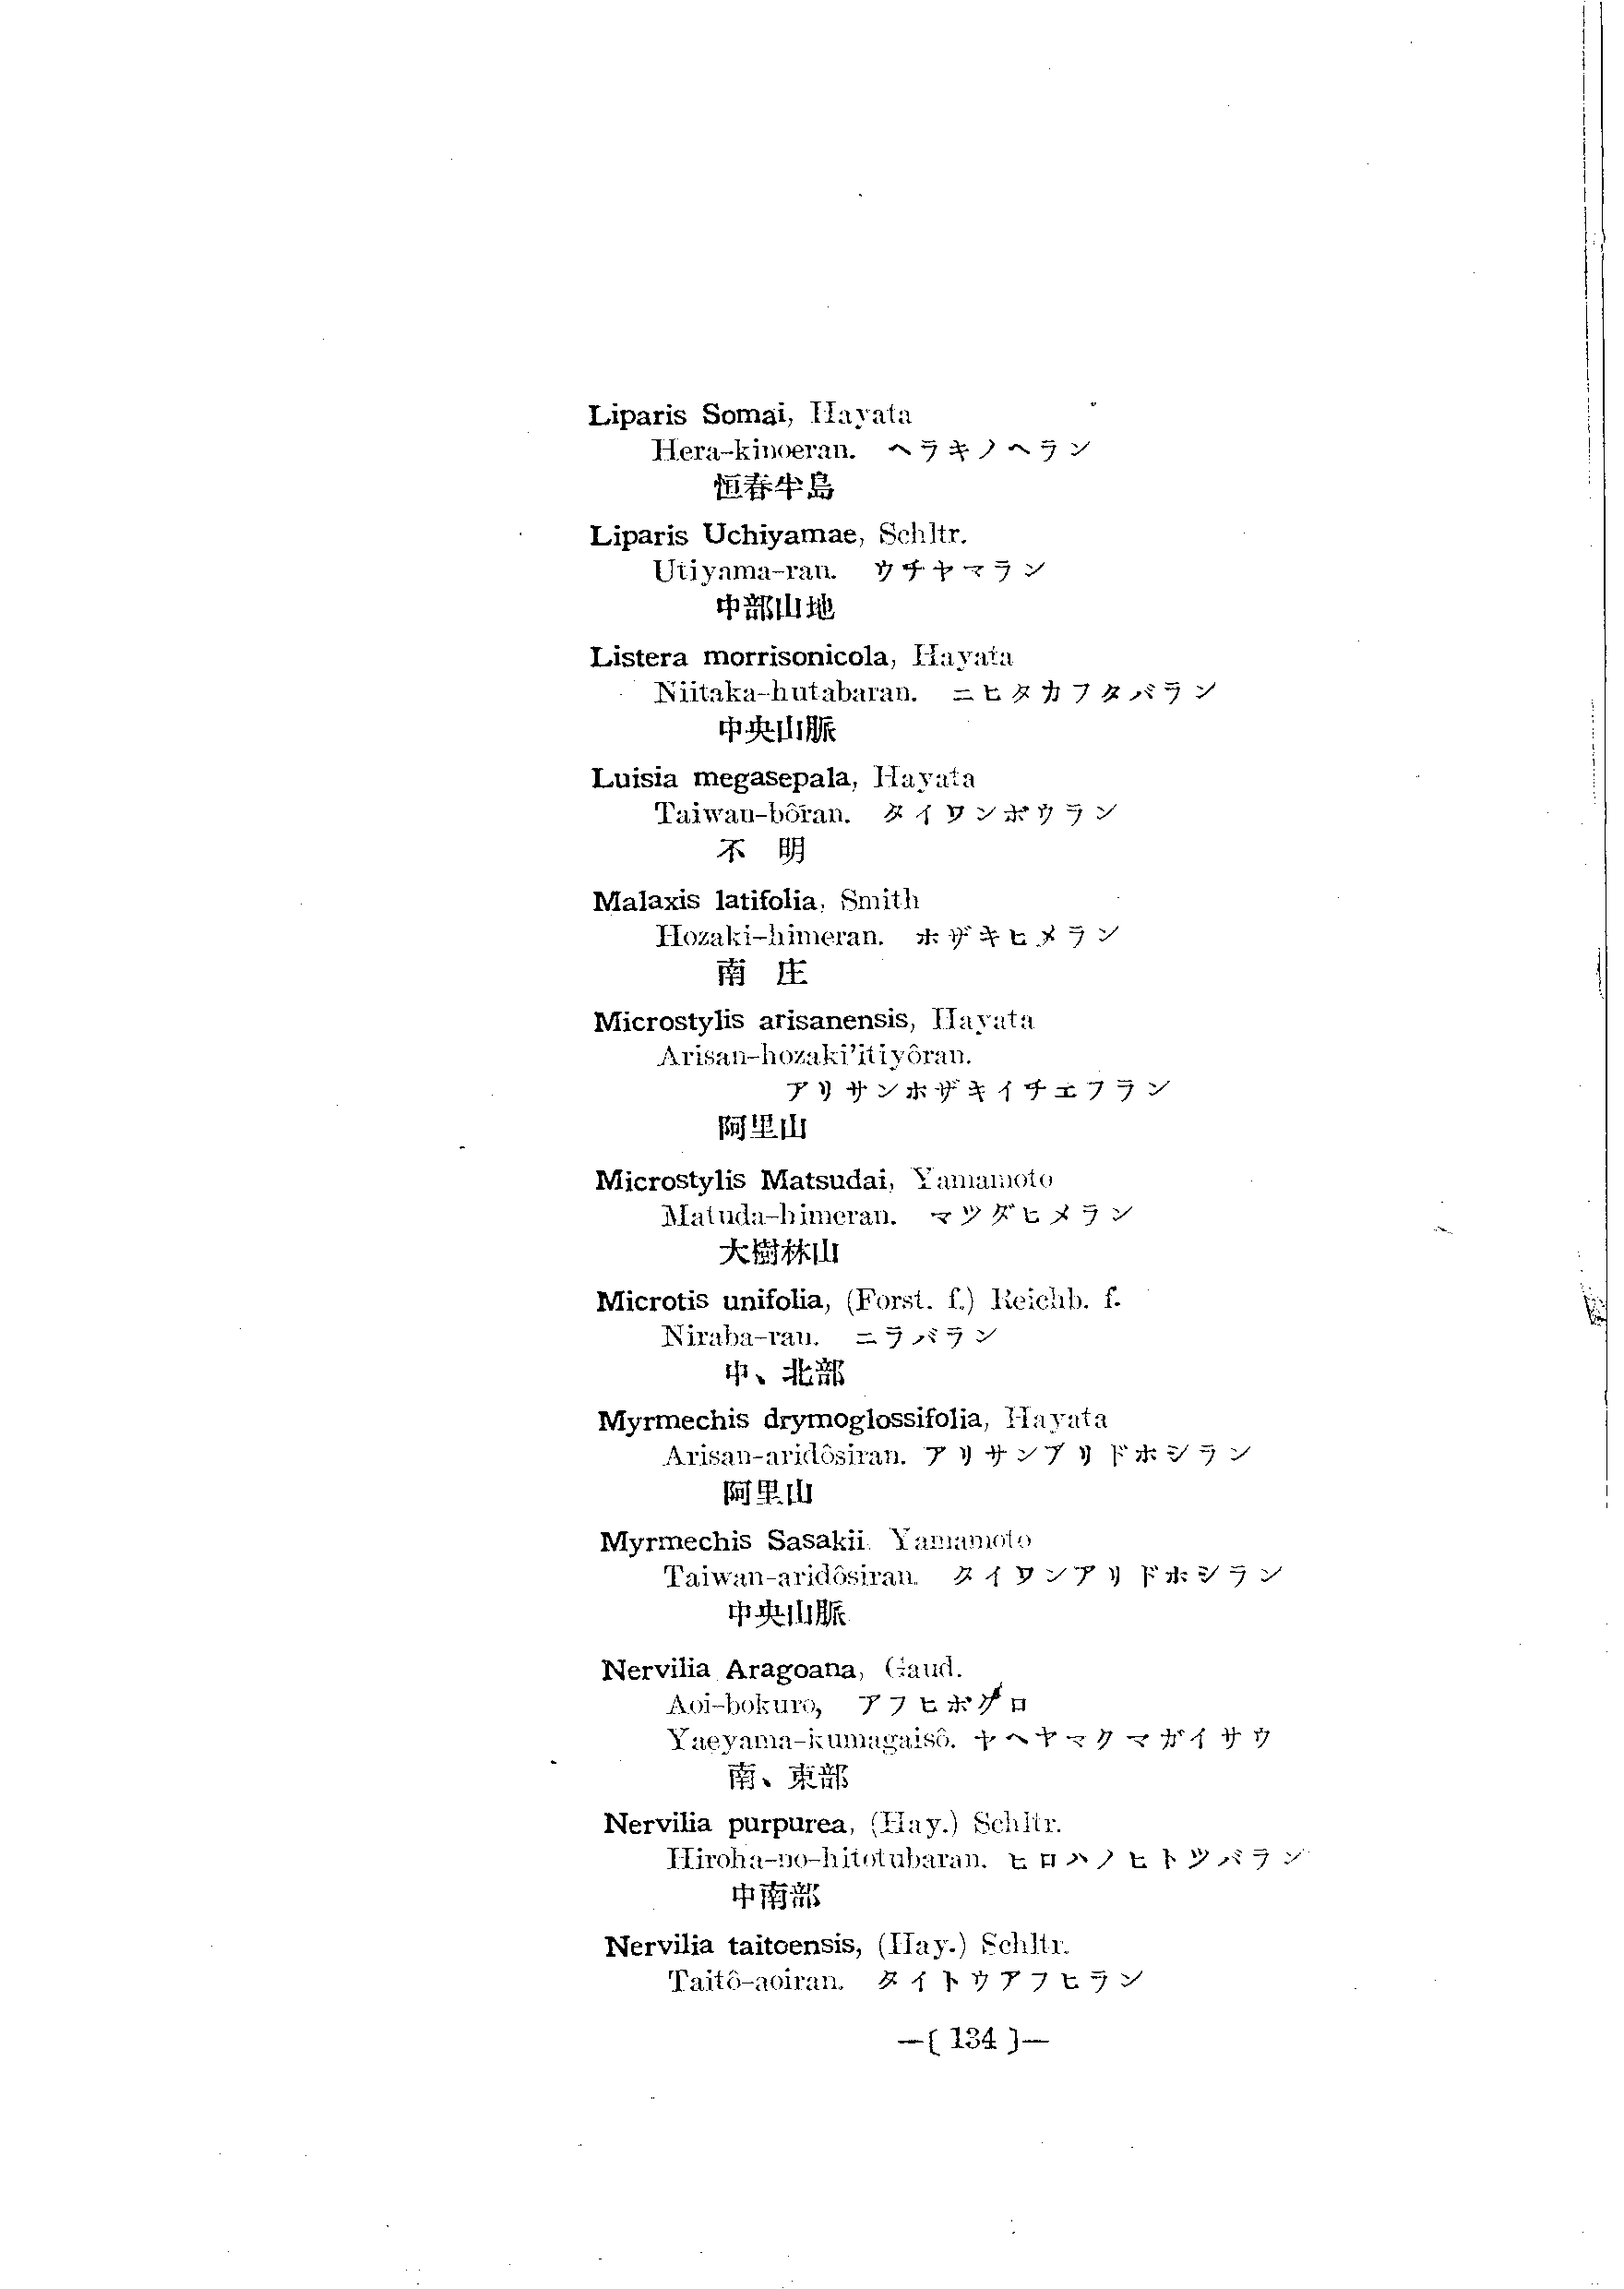 Liparis Somai, Hayata
Hera-kinoeran. ヘラキノヘラン
恒春半島
Liparis Uchiyamae, Schltr.
Utiyama-ran. ウチヤマラン
中部山地
Listera morrisonicola, Hayata
Niitaka-hutabaran. ニヒタカフタバラン
中央山脈
Luisia megasepala, Hayata
Taiwan-bôran. タイワンボウラン
不 明
Malaxis latifolia, Smith
Hozaki-himeran. ホザキヒメラン
南 庄
Microstylis arisanensis, Hayata
Arisan-hozaki'itiyôran.
アリサンホザキイチエフラン
阿里山
Microstylis Matsudai, Yamamoto
Matuda-himeran. マツダヒメラン
大樹林山
Microtis unifolia, (Forst. f.) Reichb. f.
Niraba-ran. ニラバラン
中、北部
Myrmechis drymoglossifolia, Hayata
Arisan-aridôsiran. アリサンアリドホシラン
阿里山
Myrmechis Sasakii, Yamamoto
Taiwan-aridôsiran. タイワンアリドホシラン
中央山脈
Nervilia Aragoana, Gaud.
Aoi-bokuro, アフヒボグロ
Yaeyama-kumagaisô. ヤヘヤマクマガイサウ
南、東部
Nervilia purpurea, (Hay.) Schltr.
Hiroha-no-hitotubaran. ヒロハノヒトツバラン
中南部
Nervilia taitoensis, (Hay.) Schltr.
Taitô-aoiran. タイトウアフヒラン
—( 134 )—